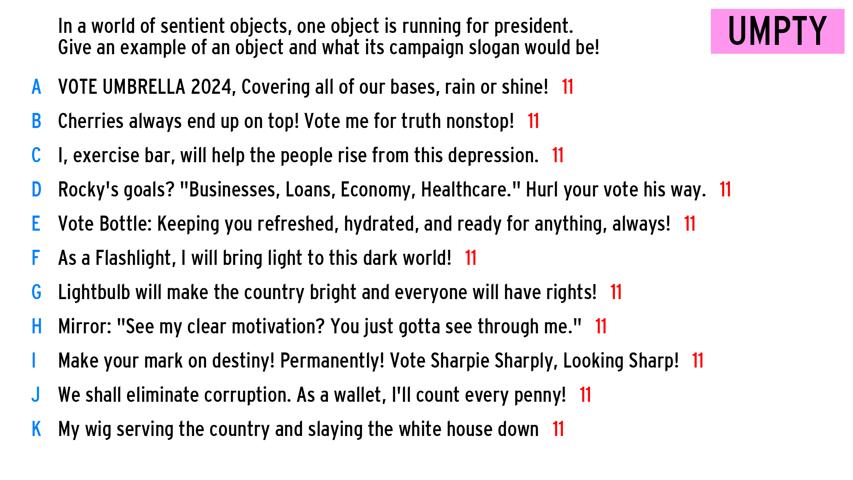 In a world of sentient objects, one object is running for president.
Give an example of an object and what its campaign slogan would be!
UMPTY
A VOTE UMBRELLA 2024, Covering all of our bases, rain or shine! 11
B Cherries always end up on top! Vote me for truth nonstop! 11
C I, exercise bar, will help the people rise from this depression. 11
D Rocky's goals? "Businesses, Loans, Economy, Healthcare." Hurl your vote his way. 11
E Vote Bottle: Keeping you refreshed, hydrated, and ready for anything, always! 11
F As a Flashlight, I will bring light to this dark world! 11
G Lightbulb will make the country bright and everyone will have rights! 11
H Mirror: "See my clear motivation? You just gotta see through me." 11
I Make your mark on destiny! Permanently! Vote Sharpie Sharply, Looking Sharp! 11
J We shall eliminate corruption. As a wallet, I'll count every penny! 11
K My wig serving the country and slaying the white house down 11